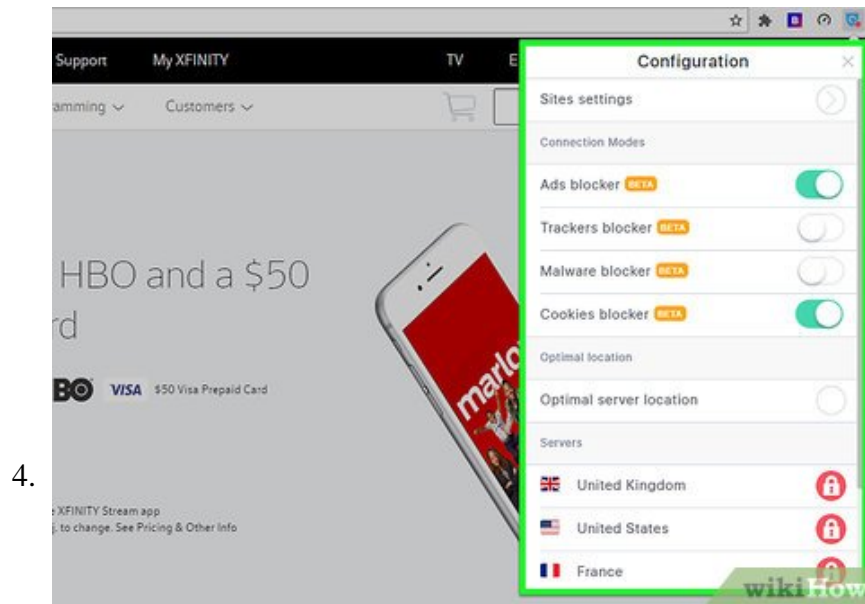 Support My XFINITY TV E
amming Customers
HBO and a $50
rd
BO VISA $50 Visa Prepaid Card
XFINITY Stream app
. to change. See Pricing & Other Info
marlo
Configuration
Sites settings
Connection Modes
Ads blocker BETA
Trackers blocker BETA
Malware blocker BETA
Cookies blocker BETA
Optimal location
Optimal server location
Servers
United Kingdom
United States
France
4.
wikiHow